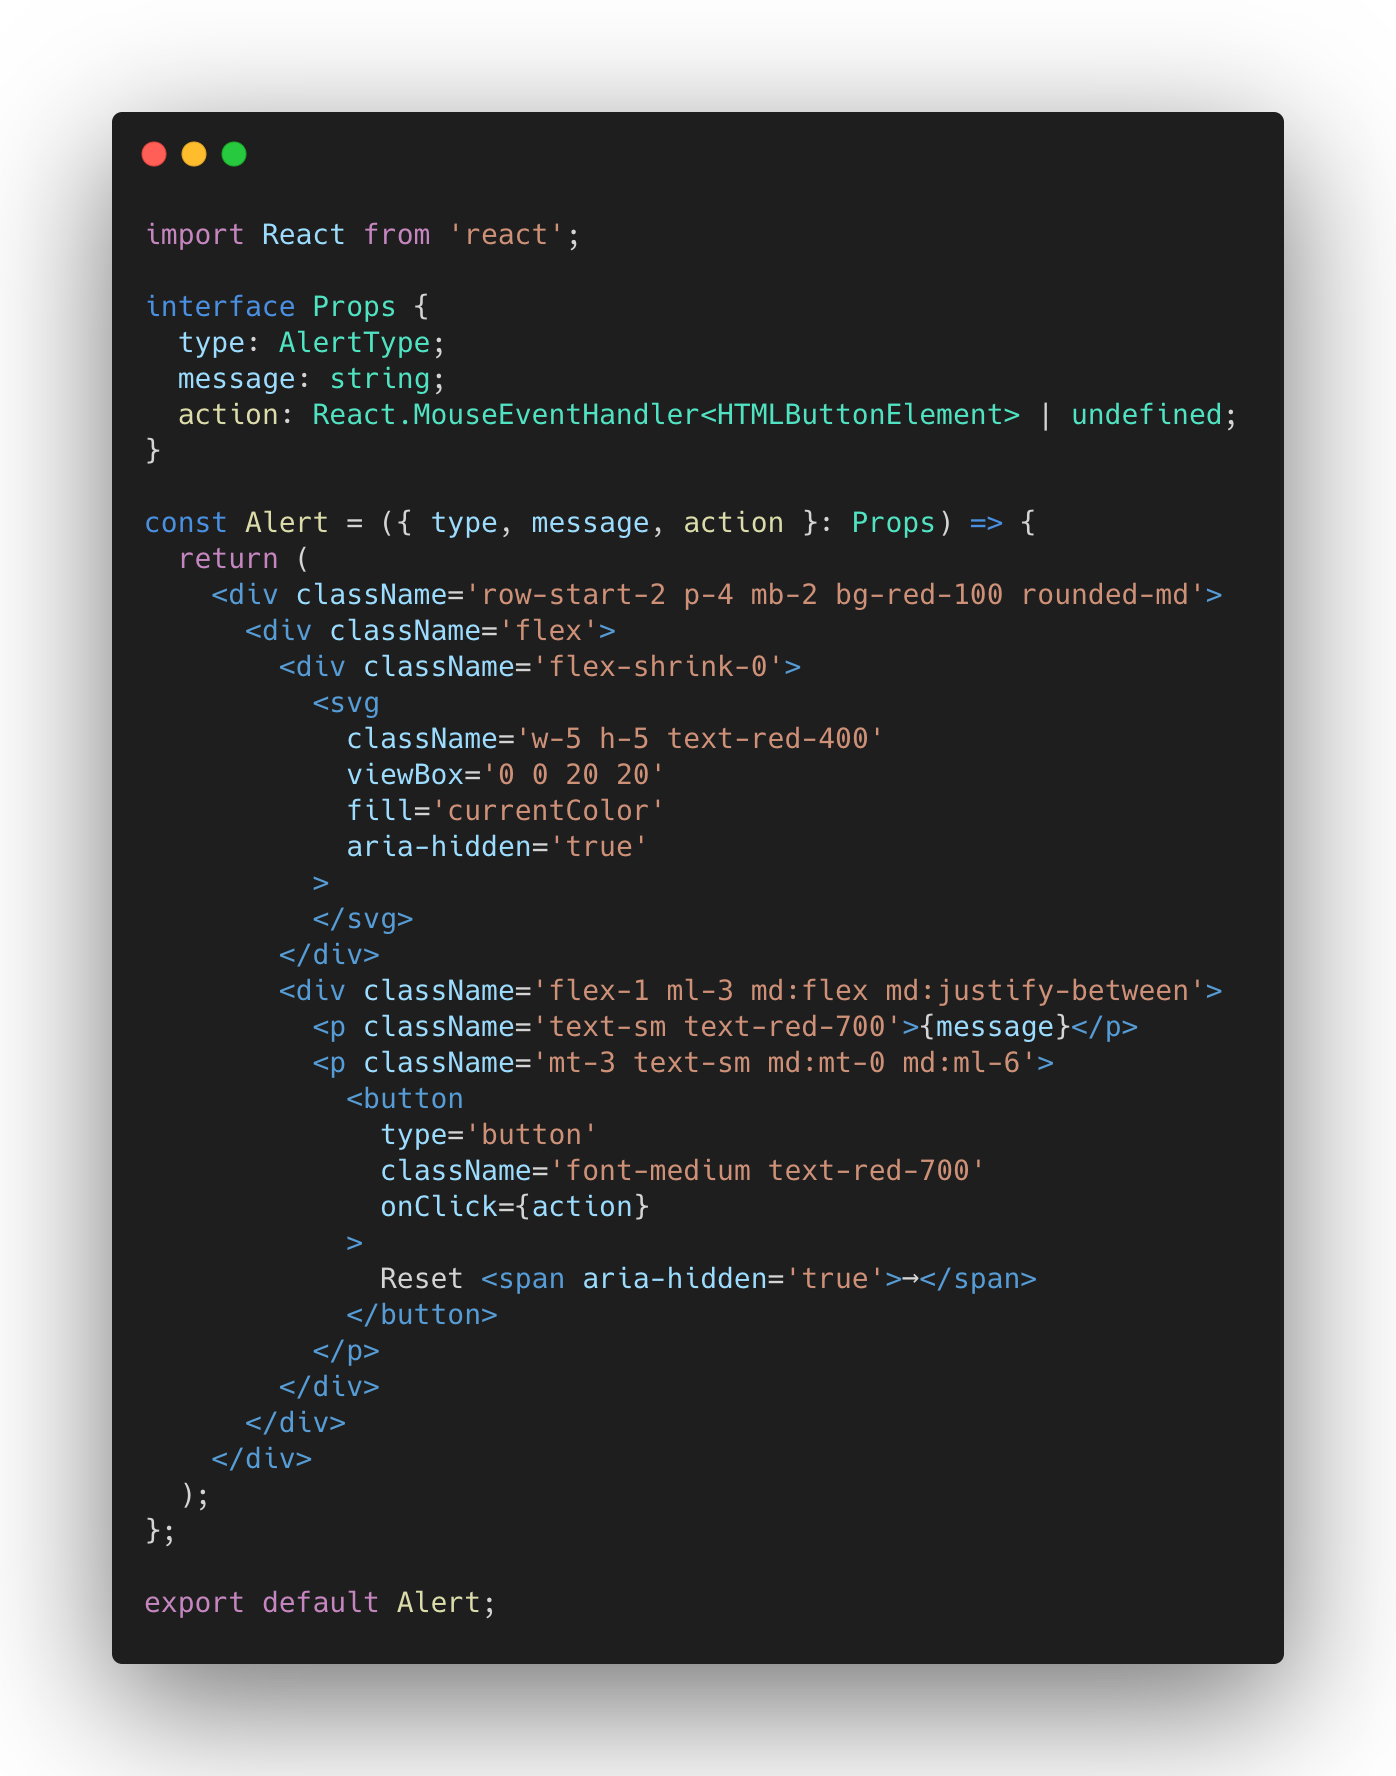 import React from 'react';

interface Props {
  type: AlertType;
  message: string;
  action: React.MouseEventHandler<HTMLButtonElement> | undefined;
}

const Alert = ({ type, message, action }: Props) => {
  return (
    <div className='row-start-2 p-4 mb-2 bg-red-100 rounded-md'>
      <div className='flex'>
        <div className='flex-shrink-0'>
          <svg
            className='w-5 h-5 text-red-400'
            viewBox='0 0 20 20'
            fill='currentColor'
            aria-hidden='true'
          >
          </svg>
        </div>
        <div className='flex-1 ml-3 md:flex md:justify-between'>
          <p className='text-sm text-red-700'>{message}</p>
          <p className='mt-3 text-sm md:mt-0 md:ml-6'>
            <button
              type='button'
              className='font-medium text-red-700'
              onClick={action}
            >
              Reset <span aria-hidden='true'>→</span>
            </button>
          </p>
        </div>
      </div>
    </div>
  );
};

export default Alert;